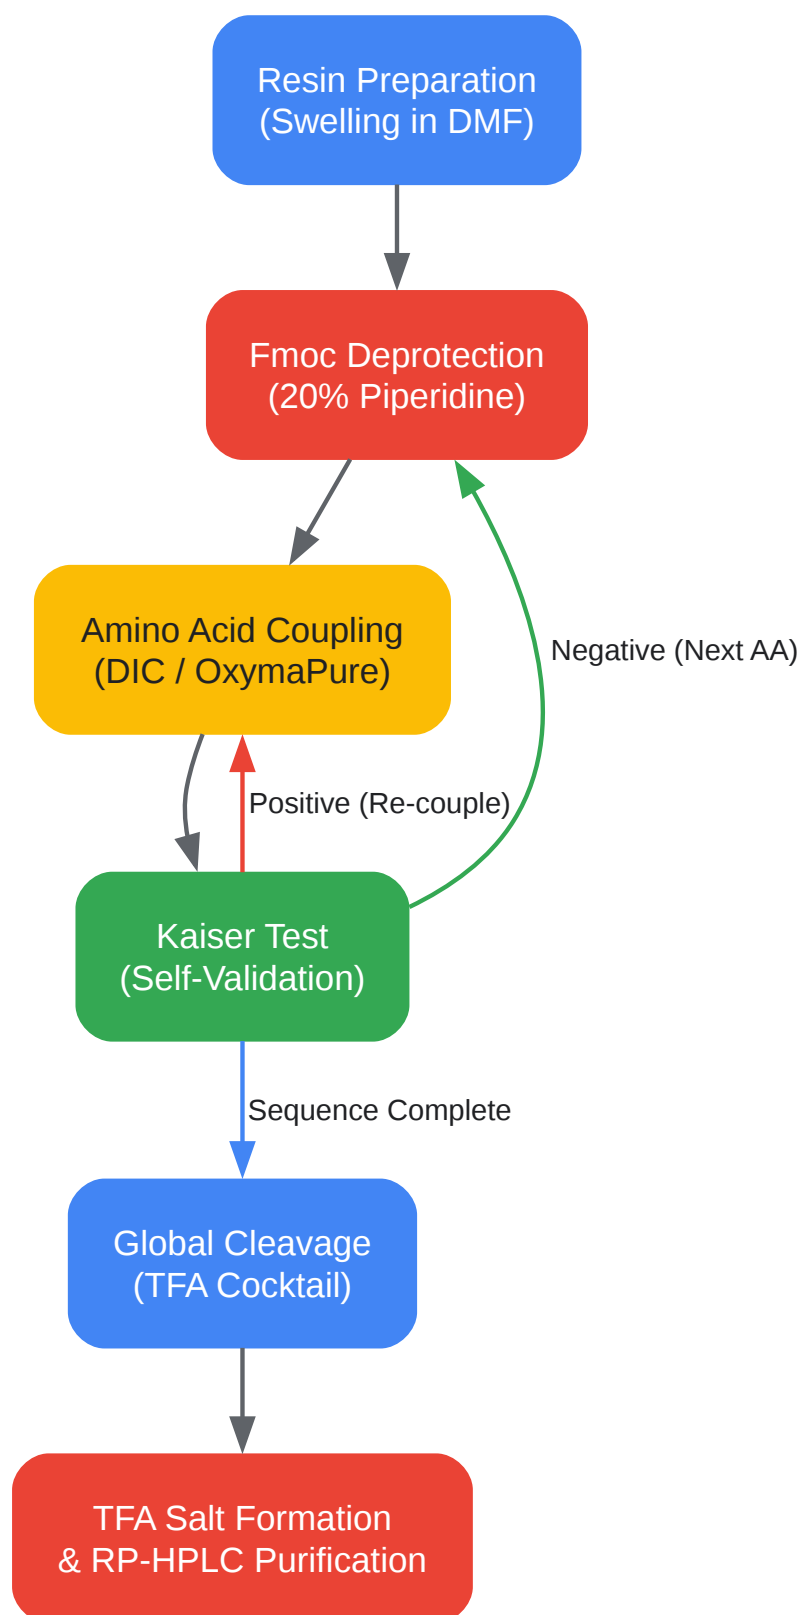 Resin Preparation
(Swelling in DMF)
Fmoc Deprotection
(20% Piperidine)
Amino Acid Coupling
(DIC / OxymaPure)
Negative (Next AA)
Positive (Re-couple)
Kaiser Test
(Self-Validation)
Sequence Complete
Global Cleavage
(TFA Cocktail)
TFA Salt Formation
& RP-HPLC Purification